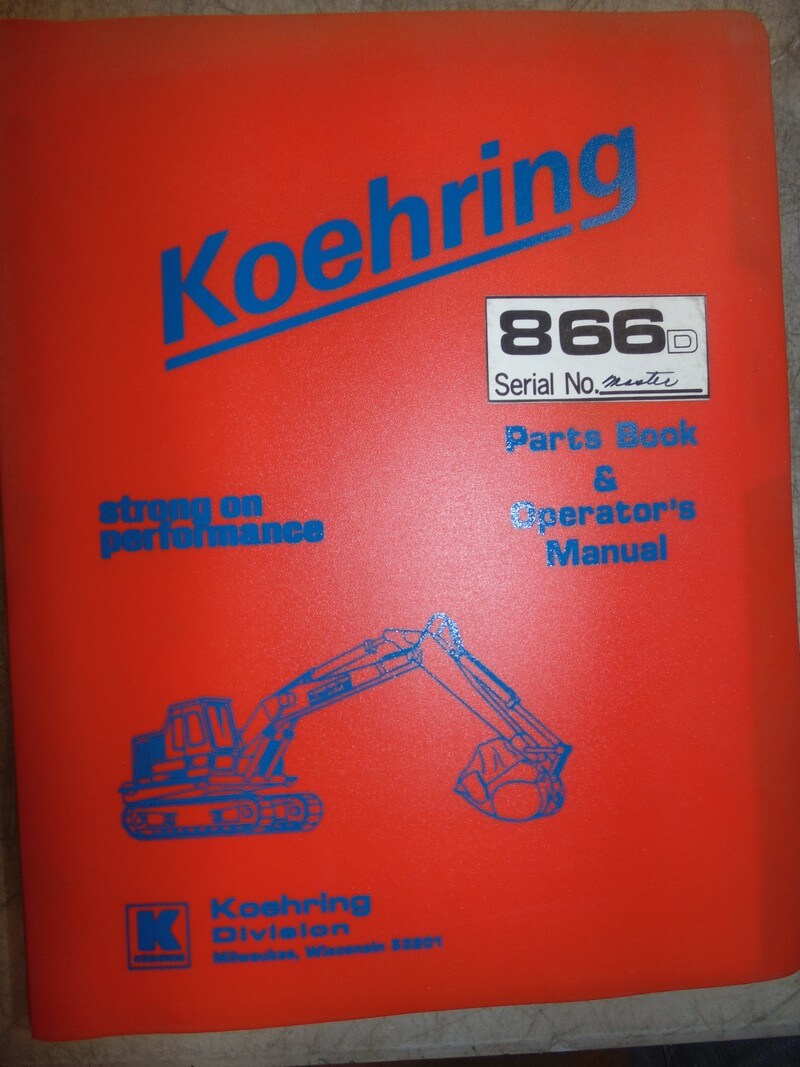 Koehring
866D
Serial No. Master
Parts Book
&
Operator's
Manual
strong on
performance
K
Koehring
Division
Milwaukee, Wisconsin 53201